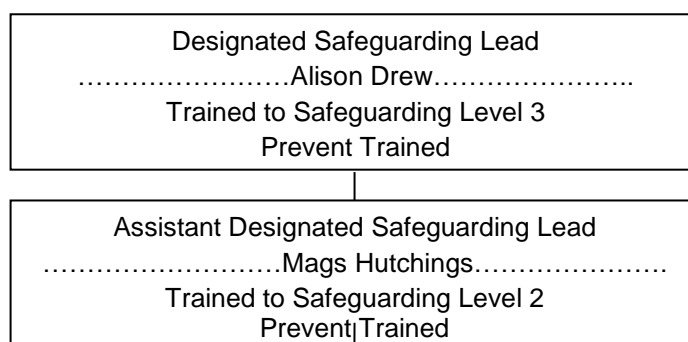 Designated Safeguarding Lead
……………………Alison Drew…………………..
Trained to Safeguarding Level 3
Prevent Trained
Assistant Designated Safeguarding Lead
………………………Mags Hutchings………………….
Trained to Safeguarding Level 2
Prevent Trained